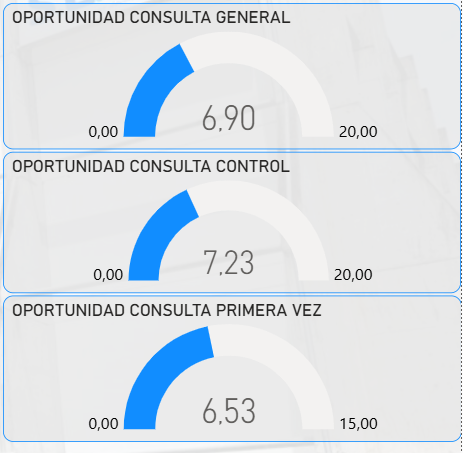 OPORTUNIDAD CONSULTA GENERAL
6,90
0,00 20,00
OPORTUNIDAD CONSULTA CONTROL
7,23
0,00 20,00
OPORTUNIDAD CONSULTA PRIMERA VEZ
6,53
0,00 15,00